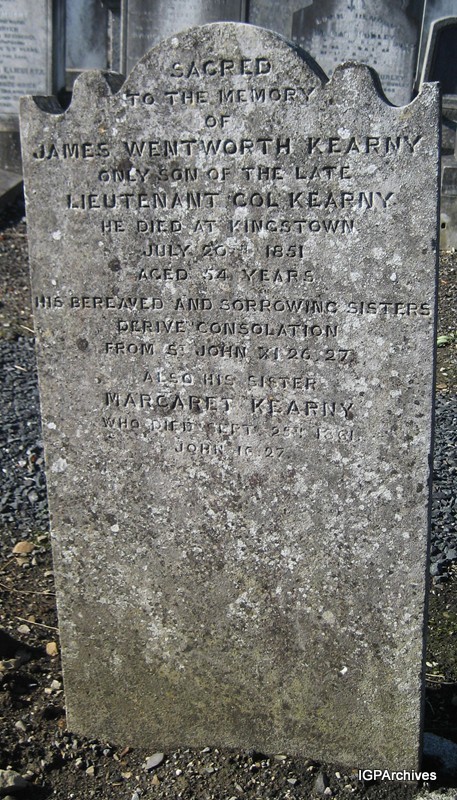 SACRED
TO THE MEMORY
OF
JAMES WENTWORTH KEARNY
ONLY SON OF THE LATE
LIEUTENANT COL KEARNY
HE DIED AT KINGSTOWN
JULY 20TH 1851
AGED 54 YEARS
HIS BEREAVED AND SORROWING SISTERS
DERIVE CONSOLATION
FROM ST JOHN XI 26 27
ALSO HIS SISTER
MARGARET KEARNY
WHO DIED SEPT 25TH 1861
JOHN 16 27
IGPArchives